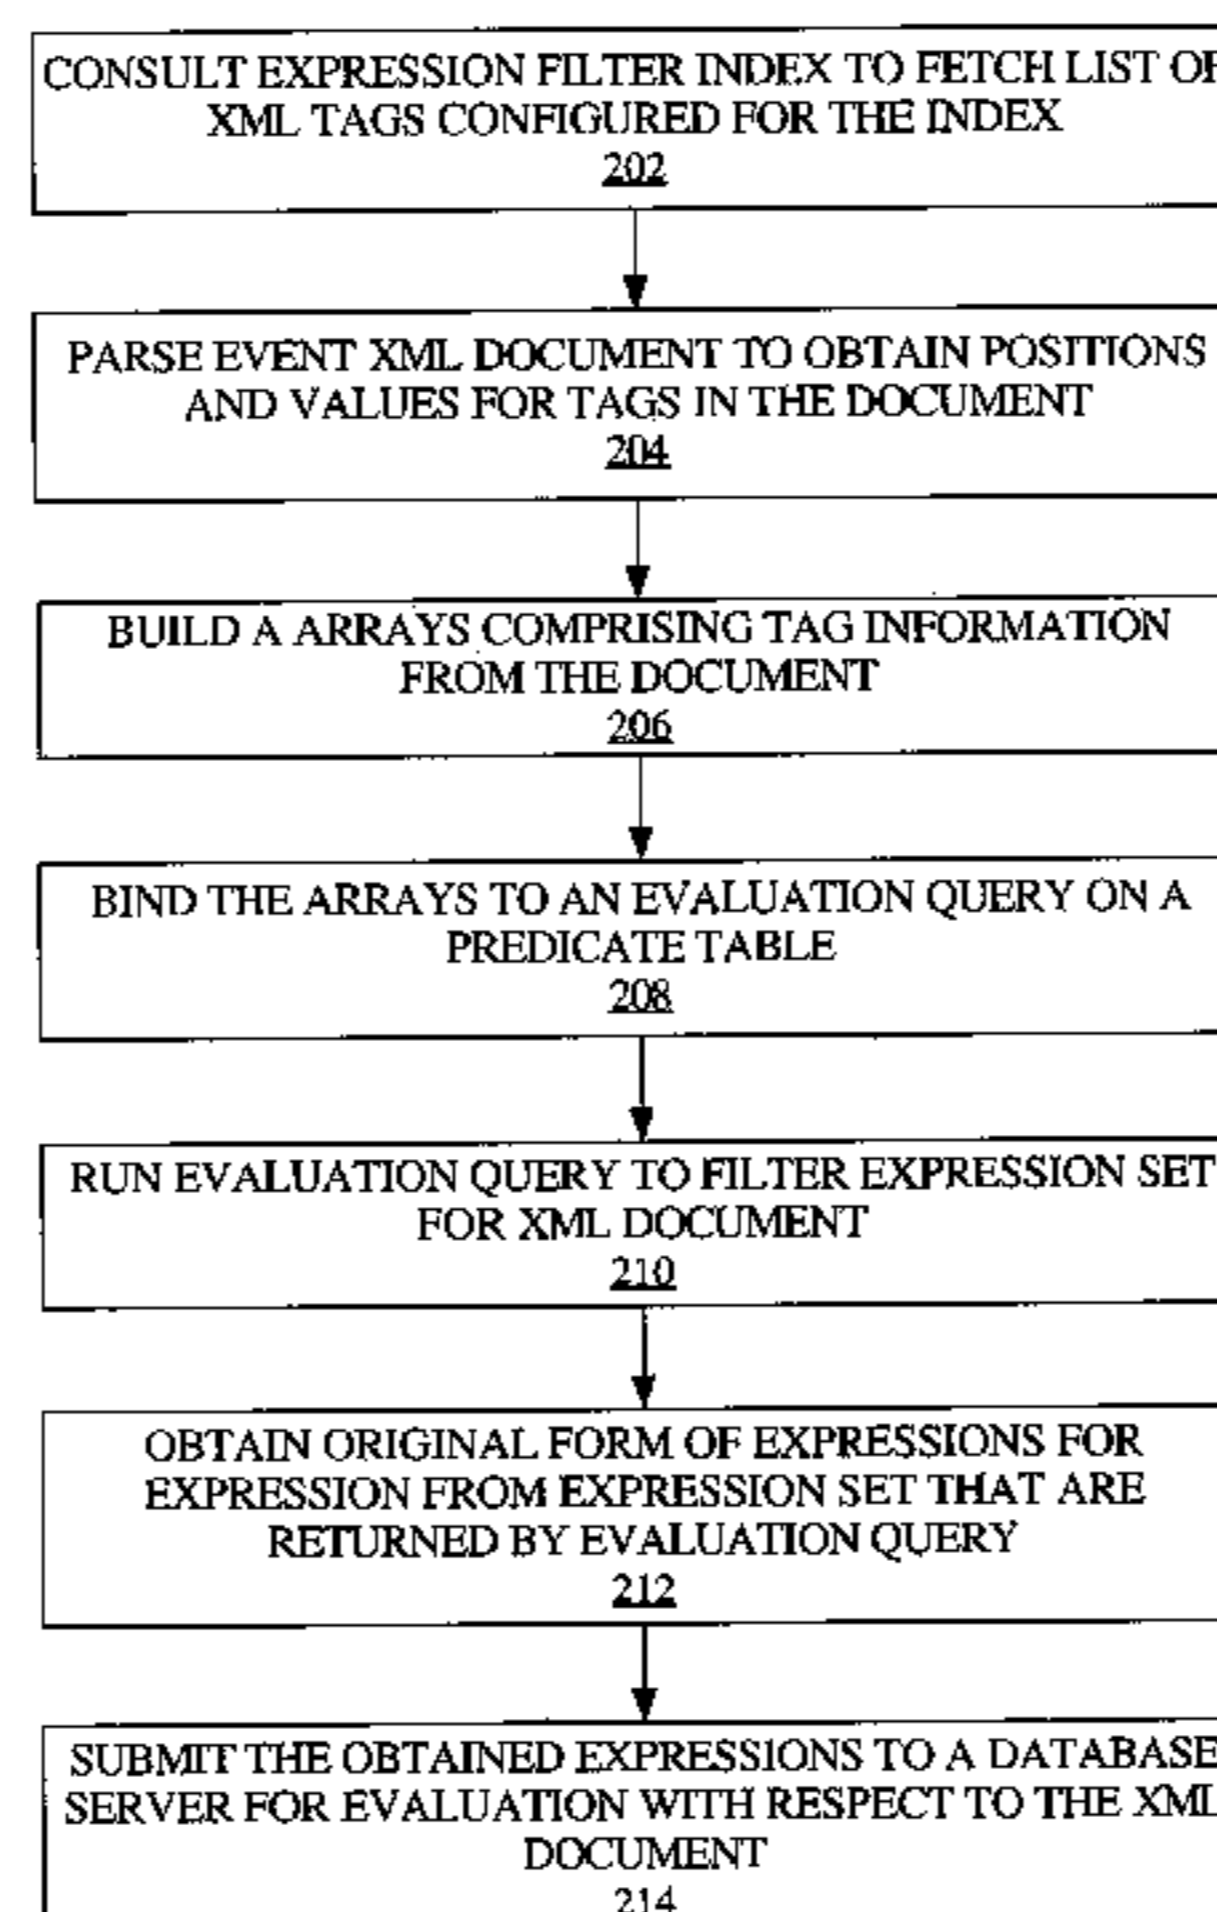 CONSULT EXPRESSION FILTER INDEX TO FETCH LIST OF
XML TAGS CONFIGURED FOR THE INDEX
202
PARSE EVENT XML DOCUMENT TO OBTAIN POSITIONS
AND VALUES FOR TAGS IN THE DOCUMENT
204
BUILD A ARRAYS COMPRISING TAG INFORMATION
FROM THE DOCUMENT
206
BIND THE ARRAYS TO AN EVALUATION QUERY ON A
PREDICATE TABLE
208
RUN EVALUATION QUERY TO FILTER EXPRESSION SET
FOR XML DOCUMENT
210
OBTAIN ORIGINAL FORM OF EXPRESSIONS FOR
EXPRESSION FROM EXPRESSION SET THAT ARE
RETURNED BY EVALUATION QUERY
212
SUBMIT THE OBTAINED EXPRESSIONS TO A DATABASE
SERVER FOR EVALUATION WITH RESPECT TO THE XML
DOCUMENT
214